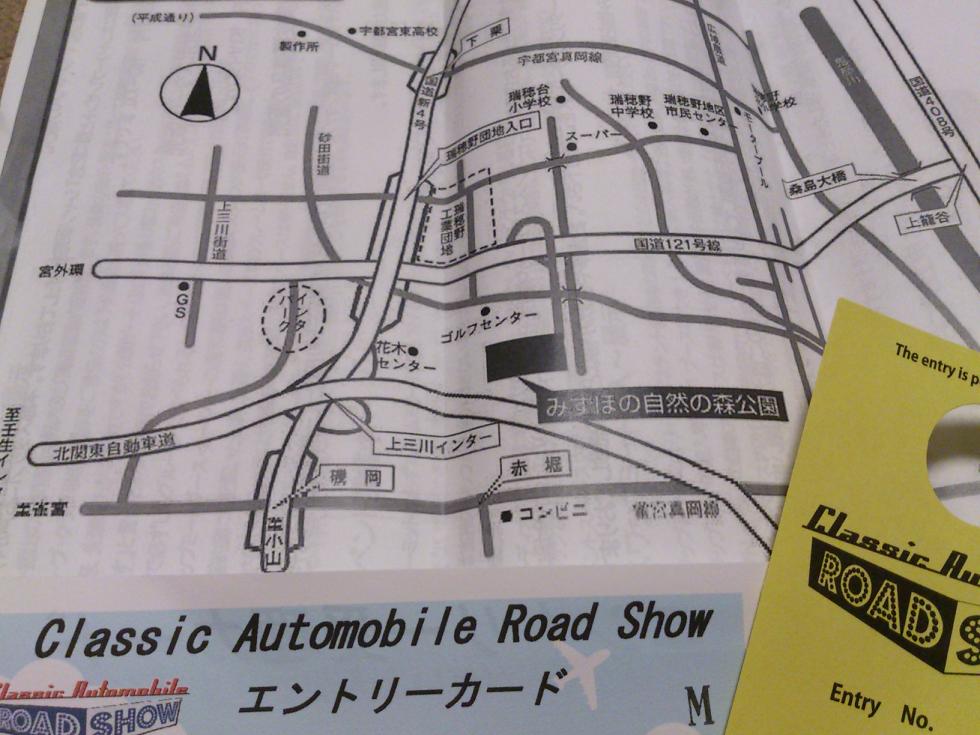 (平成通り)
製作所
宇都宮東高校
下栗
宇都宮真岡線
N
国道新4号
瑞穂台
小学校
瑞穂野
中学校
瑞穂野地区
市民センター
国道408号
砂田街道
瑞穂野団地入口
スーパー
桑島大橋
上籠谷
上三川街道
瑞穂野
工業団地
国道121号線
宮外環
GS
インター
パーク
ゴルフセンター
花木
センター
みずほの自然の森公園
北関東自動車道
上三川インター
磯岡
赤堀
コンビニ
雀宮真岡線
至小山
The entry is p
Classic Au
ROAD S
Entry No.
Classic Automobile Road Show
エントリーカード
M
Classic Automobile
ROAD SHOW